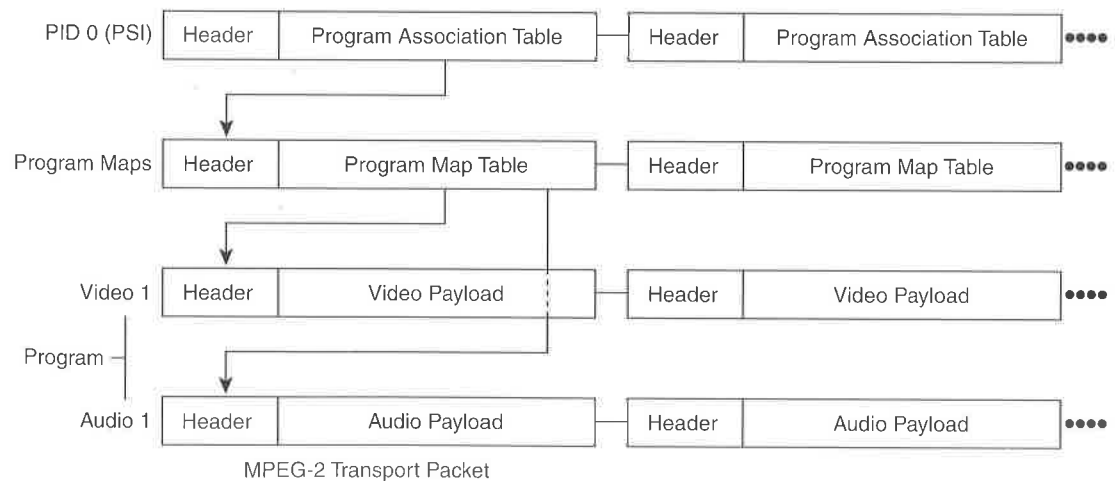 PID 0 (PSI) Header Program Association Table Header Program Association Table
Program Maps Header Program Map Table Header Program Map Table
Video 1 Header Video Payload Header Video Payload
Program
Audio 1 Header Audio Payload Header Audio Payload
MPEG-2 Transport Packet